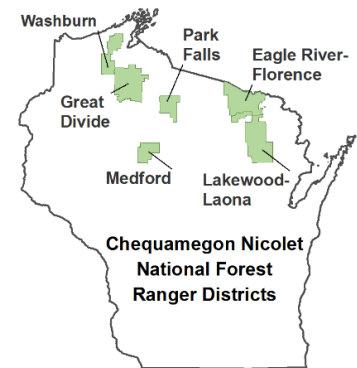 Washburn
Park
Falls
Eagle River-
Florence
Great
Divide
Medford
Lakewood-
Laona
Chequamegon Nicolet
National Forest
Ranger Districts